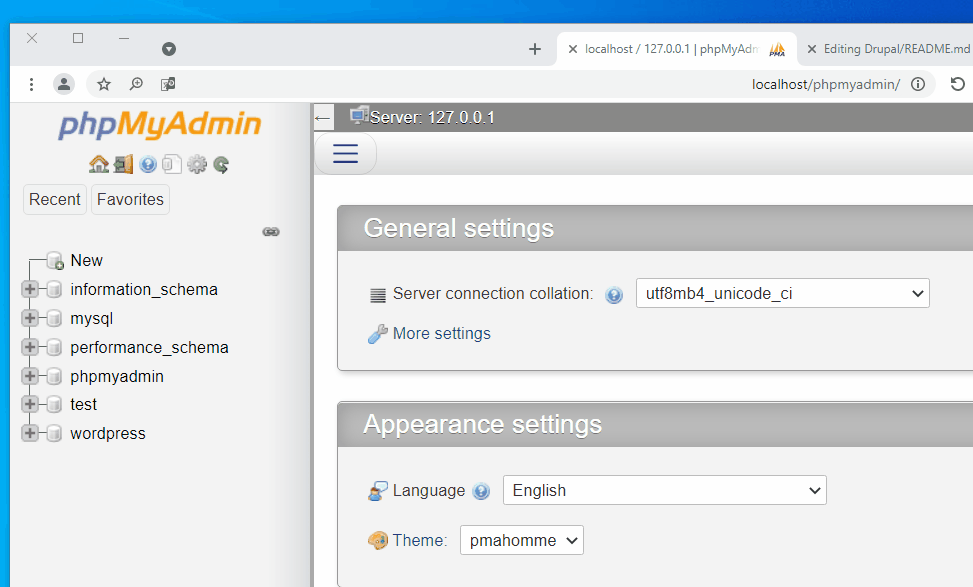 localhost / 127.0.0.1 | phpMyAdm
Editing Drupal/README.md
localhost/phpmyadmin/
phpMyAdmin
Recent
Favorites
New
information_schema
mysql
performance_schema
phpmyadmin
test
wordpress
Server: 127.0.0.1
General settings
Server connection collation:
utf8mb4_unicode_ci
More settings
Appearance settings
Language
English
Theme:
pmahomme